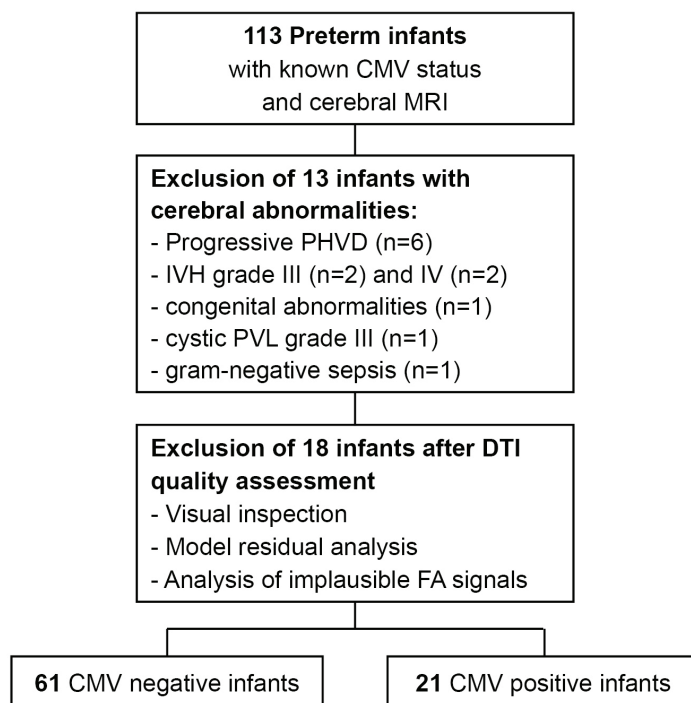 113 Preterm infants
with known CMV status
and cerebral MRI
Exclusion of 13 infants with
cerebral abnormalities:
- Progressive PHVD (n=6)
- IVH grade III (n=2) and IV (n=2)
- congenital abnormalities (n=1)
- cystic PVL grade III (n=1)
- gram-negative sepsis (n=1)
Exclusion of 18 infants after DTI
quality assessment
- Visual inspection
- Model residual analysis
- Analysis of implausible FA signals
61 CMV negative infants
21 CMV positive infants